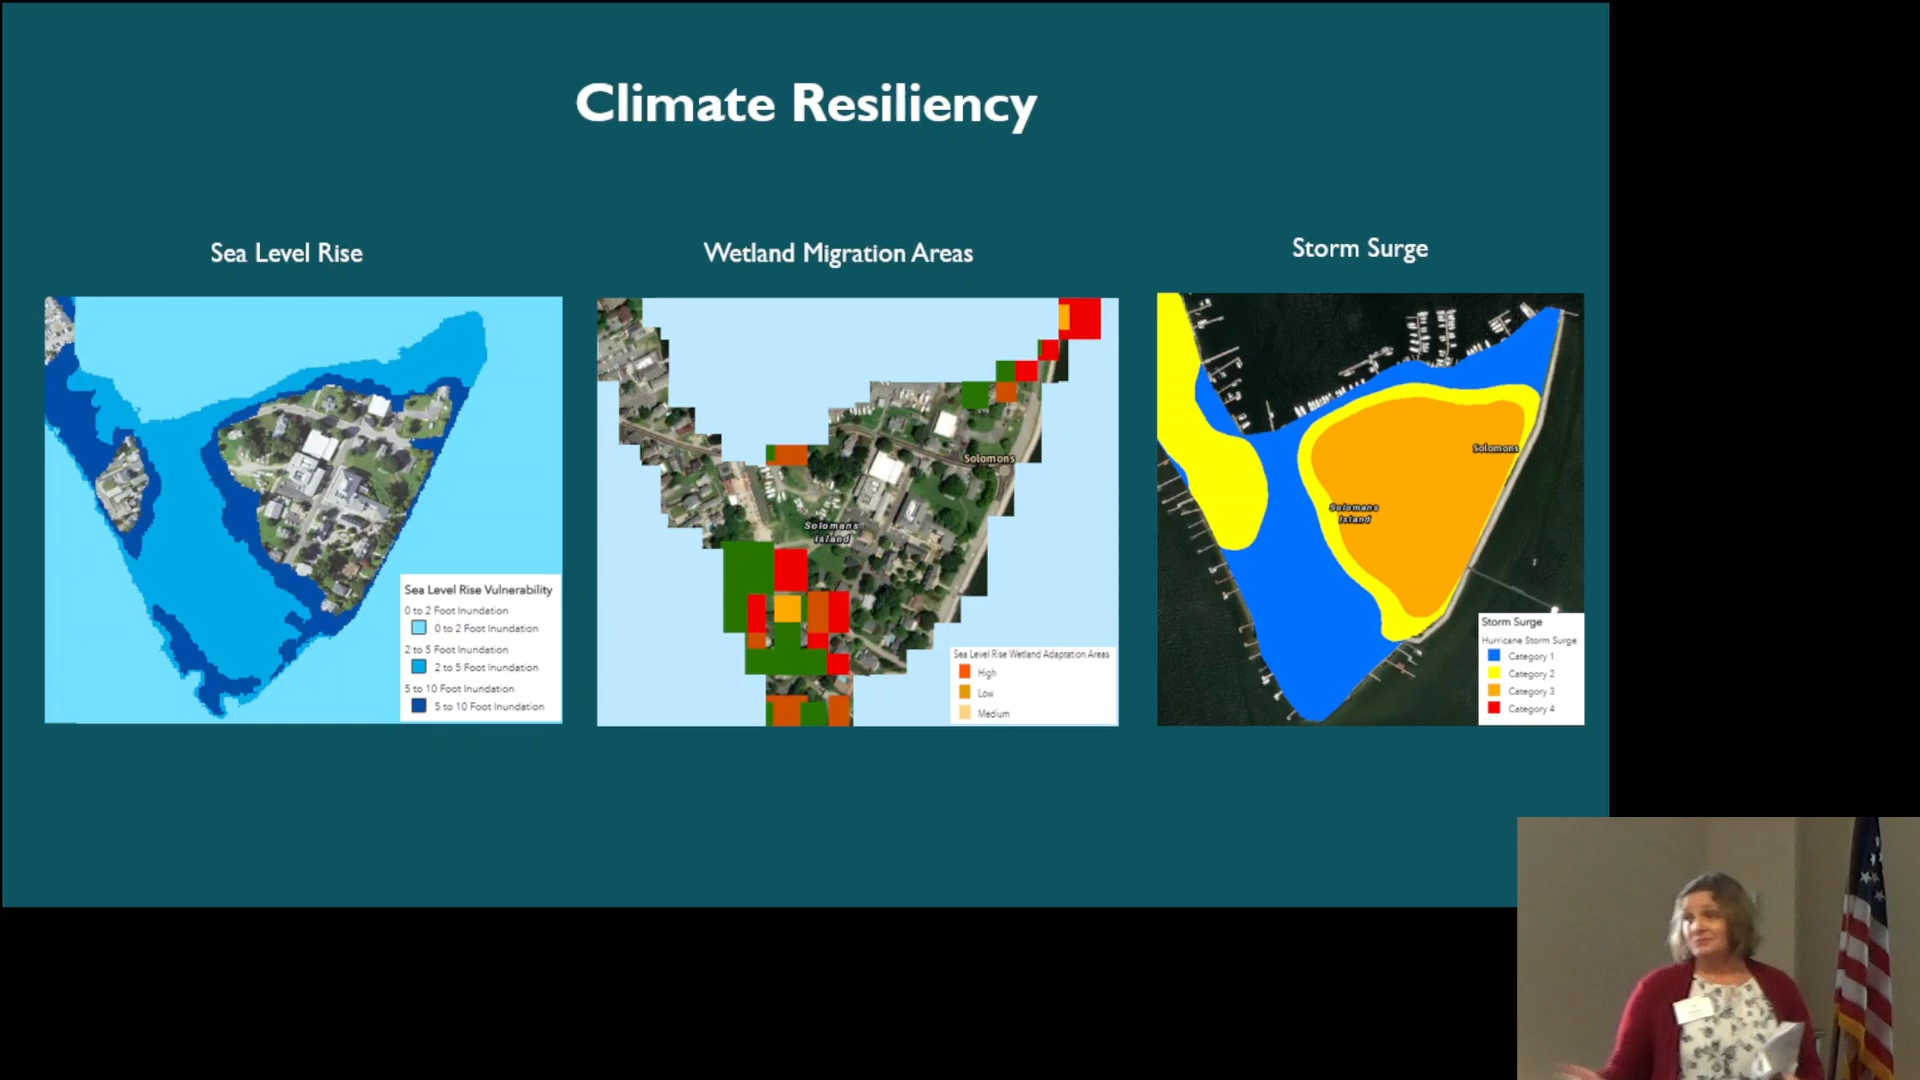 Climate Resiliency
Sea Level Rise
Wetland Migration Areas
Storm Surge
Sea Level Rise Vulnerability
0 to 2 Foot Inundation
0 to 2 Foot Inundation
2 to 5 Foot Inundation
2 to 5 Foot Inundation
5 to 10 Foot Inundation
5 to 10 Foot Inundation
Solomons
Solomans
Island
Sea Level Rise Wetland Adaptation Areas
High
Low
Medium
Solomons
Solomans
Island
Storm Surge
Hurricane Storm Surge
Category 1
Category 2
Category 3
Category 4